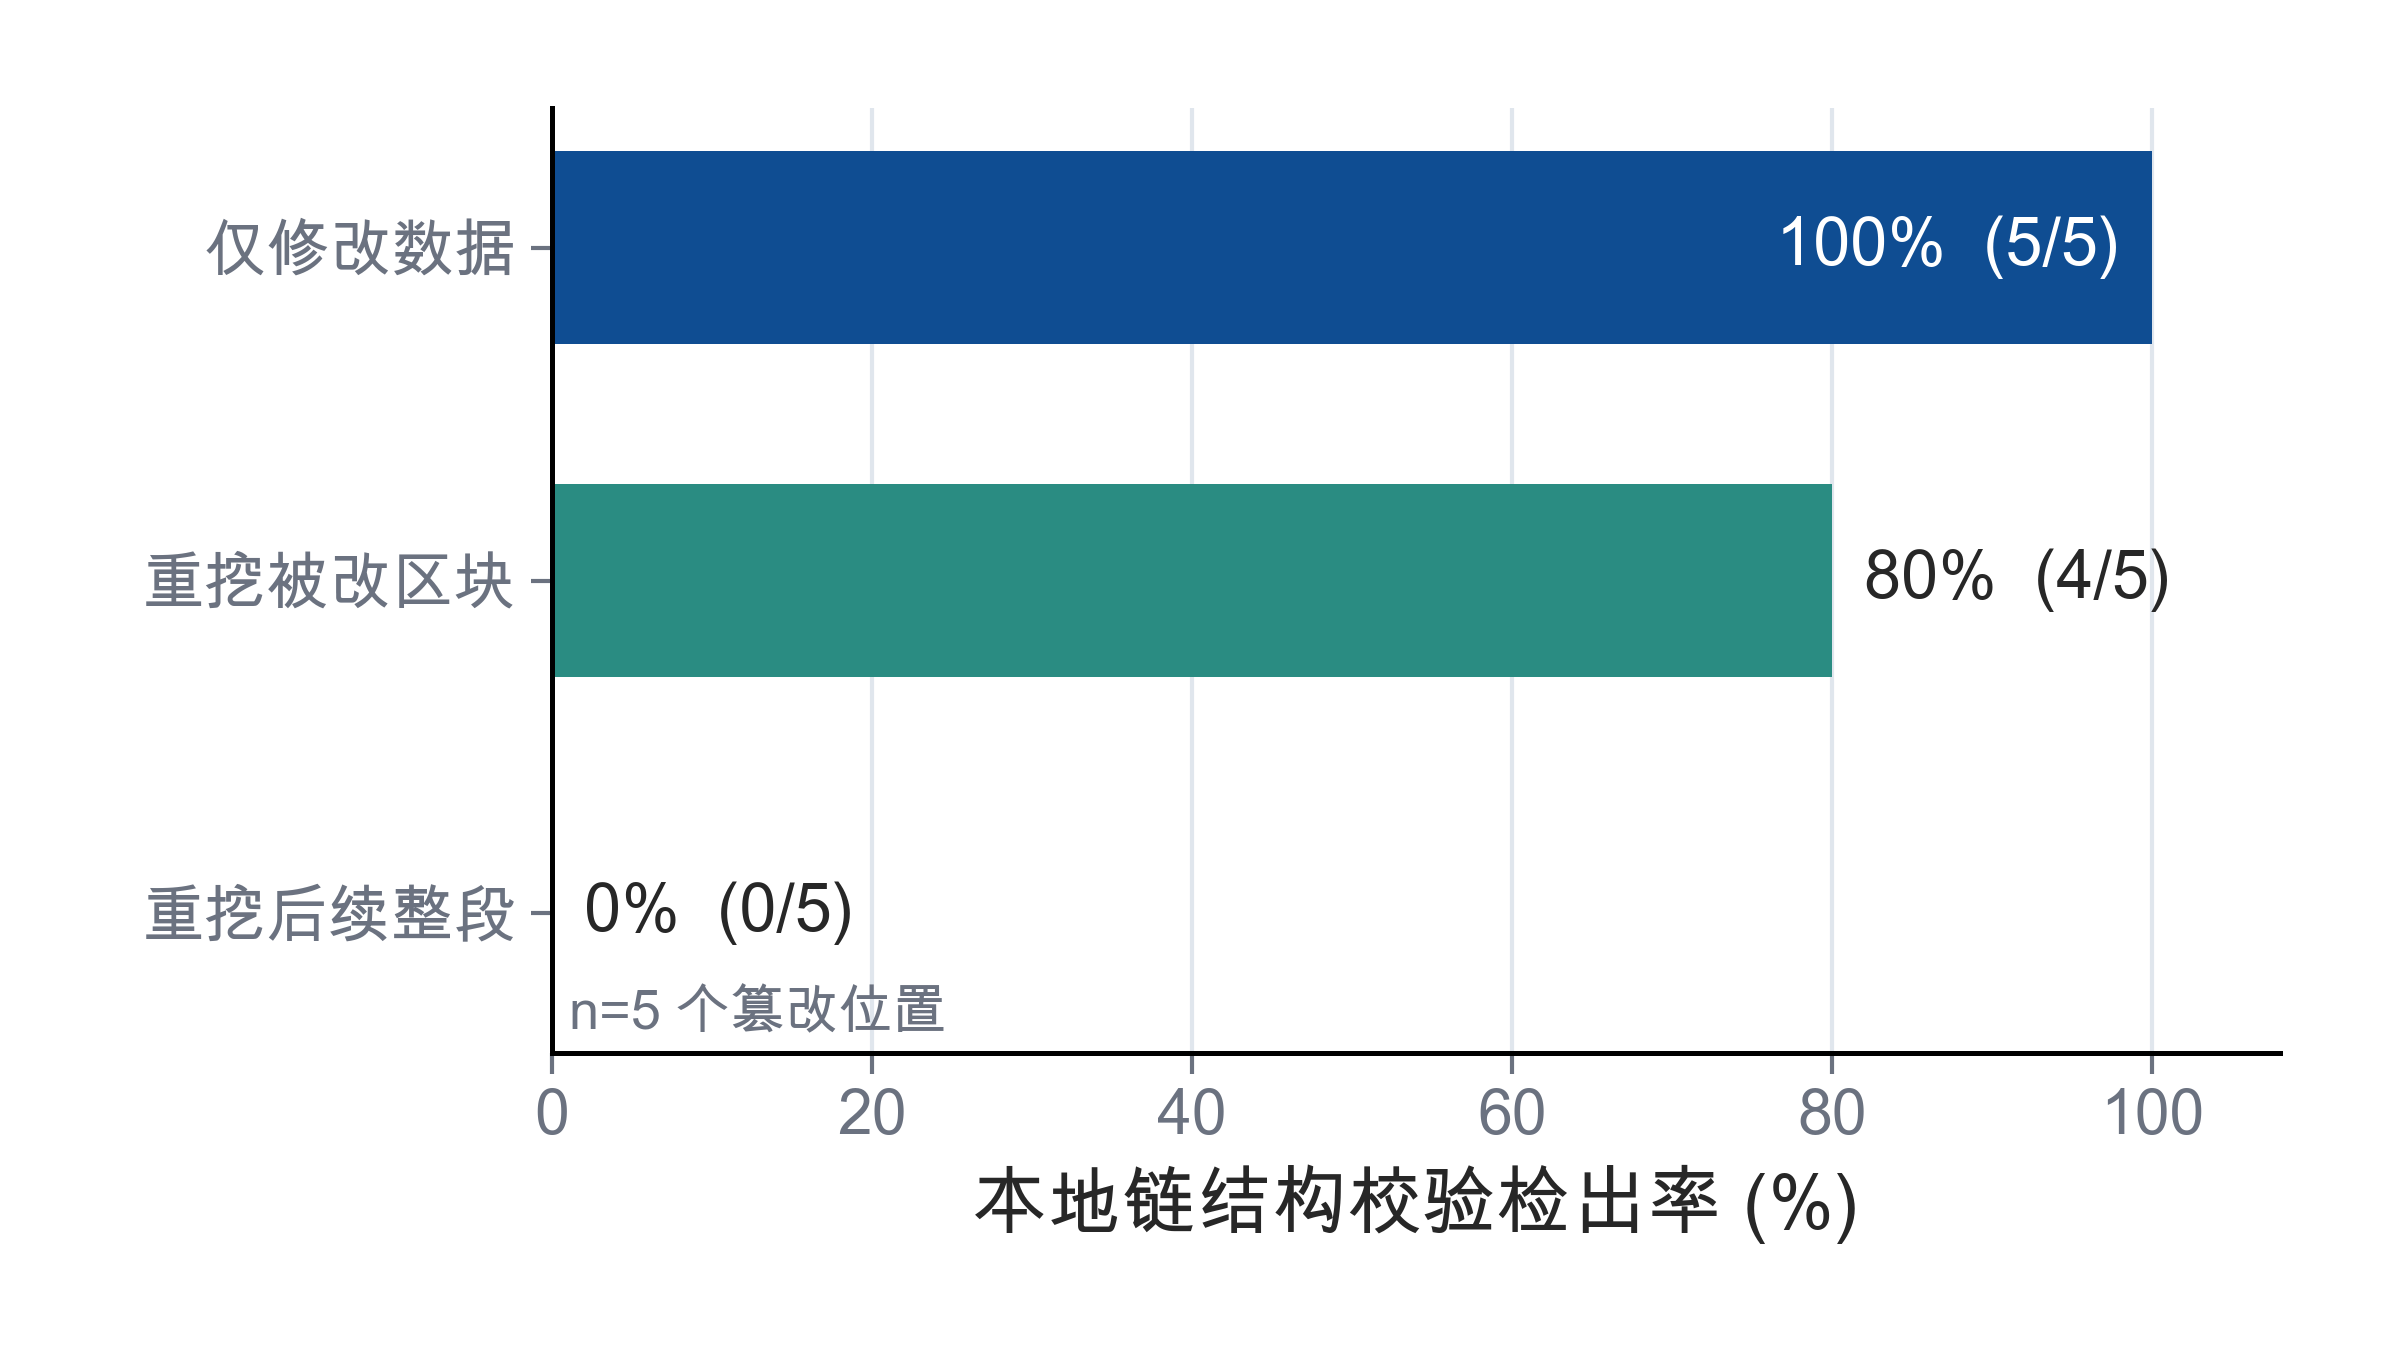 仅修改数据
100% (5/5)
重挖被改区块
80% (4/5)
重挖后续整段
0% (0/5)
n=5 个篡改位置
0 20 40 60 80 100
本地链结构校验检出率 (%)